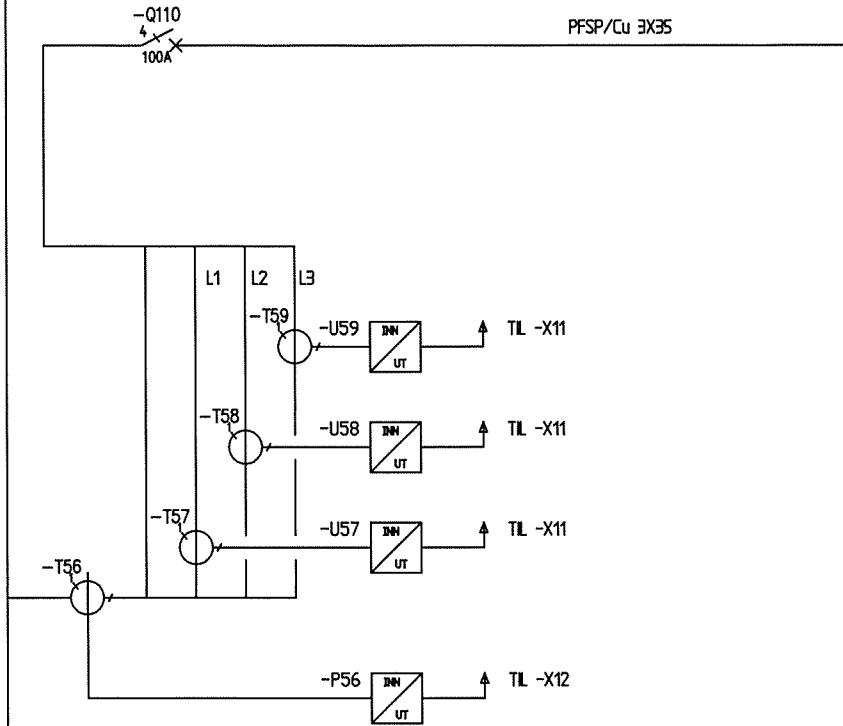 -Q110
4
100A
PFSP/Cu 3X35
L1
L2
L3
-T59
-U59
INN
UT
TIL -X11
-T58
-U58
INN
UT
TIL -X11
-T57
-U57
INN
UT
TIL -X11
-T56
-P56
INN
UT
TIL -X12